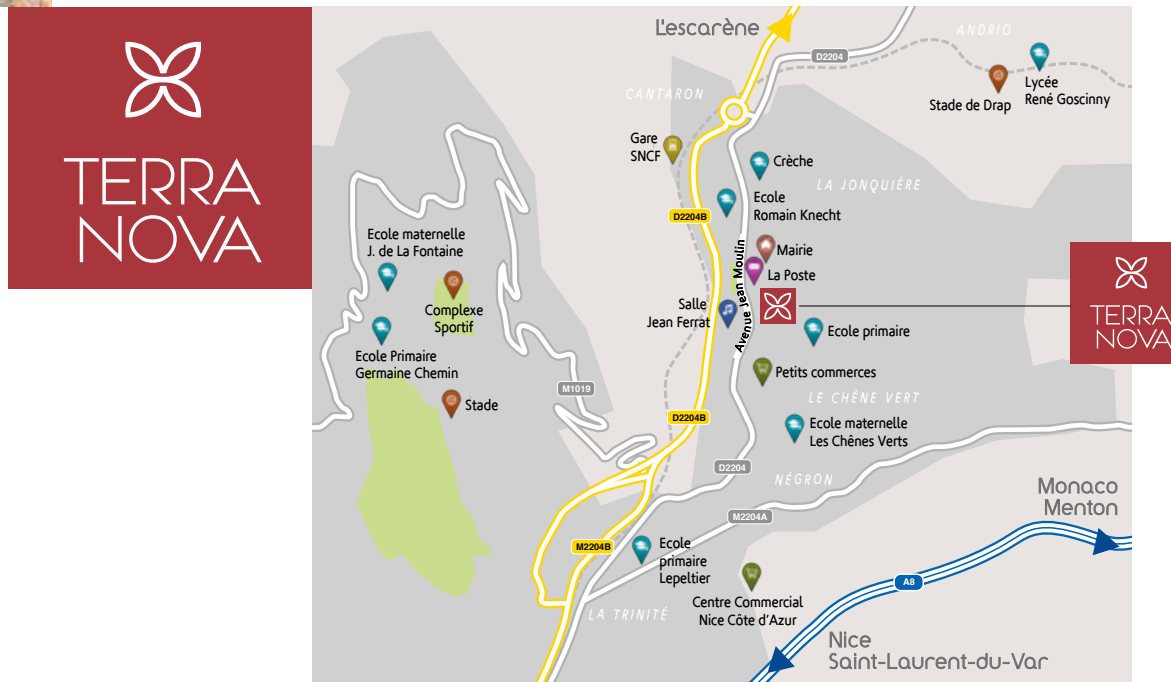 TERRA
NOVA
L'escarène
ANDRIO
D2204
Lycée
René Goscinny
Stade de Drap
CANTARON
Gare
SNCF
Crèche
LA JONQUIÈRE
Ecole
Romain Knecht
D2204B
Ecole maternelle
J. de La Fontaine
Mairie
Avenue Jean Moulin
La Poste
Complexe
Sportif
Salle
Jean Ferrat
TERRA
NOVA
Ecole primaire
Ecole Primaire
Germaine Chemin
Petits commerces
M1019
LE CHÊNE VERT
Stade
D2204B
Ecole maternelle
Les Chênes Verts
D2204
NÉGRON
Monaco
Menton
M2204A
M2204B
Ecole
primaire
Lepeltier
A8
Centre Commercial
Nice Côte d'Azur
LA TRINITÉ
Nice
Saint-Laurent-du-Var